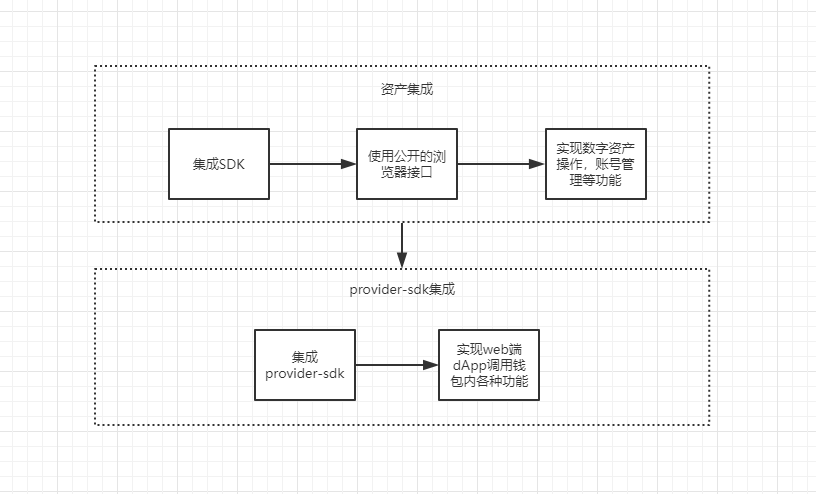 资产集成
集成SDK
使用公开的浏
览器接口
实现数字资产
操作，账号管
理等功能
provider-sdk集成
集成
provider-sdk
实现web端
dApp调用钱
包内各种功能